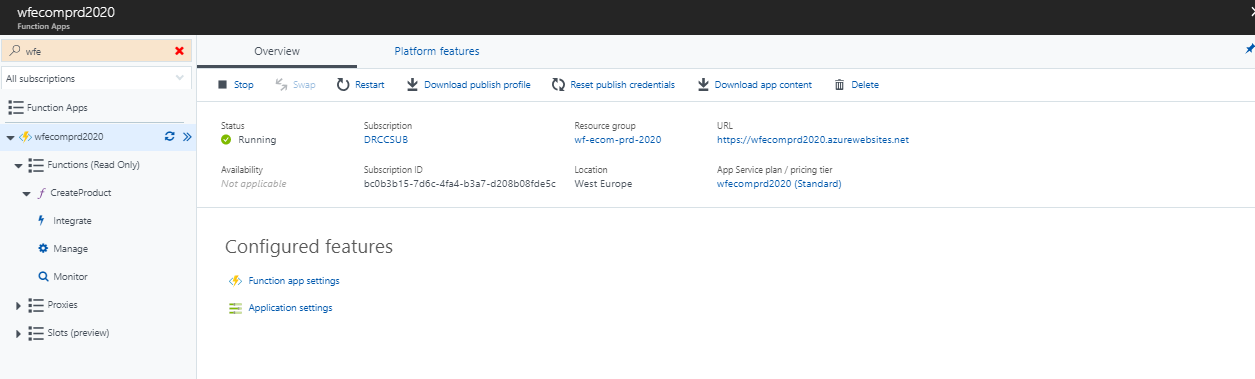 wfecomprd2020
Function Apps
wfe
Overview
Platform features
All subscriptions
Stop
Swap
Restart
Download publish profile
Reset publish credentials
Download app content
Delete
Function Apps
wfecomprd2020
Functions (Read Only)
CreateProduct
Integrate
Manage
Monitor
Proxies
Slots (preview)
Status
Running
Subscription
DRCCSUB
Resource group
wf-ecom-prd-2020
URL
https://wfecomprd2020.azurewebsites.net
Availability
Not applicable
Subscription ID
bc0b3b15-7d6c-4fa4-b3a7-d208b08fde5c
Location
West Europe
App Service plan / pricing tier
wfecomprd2020 (Standard)
Configured features
Function app settings
Application settings